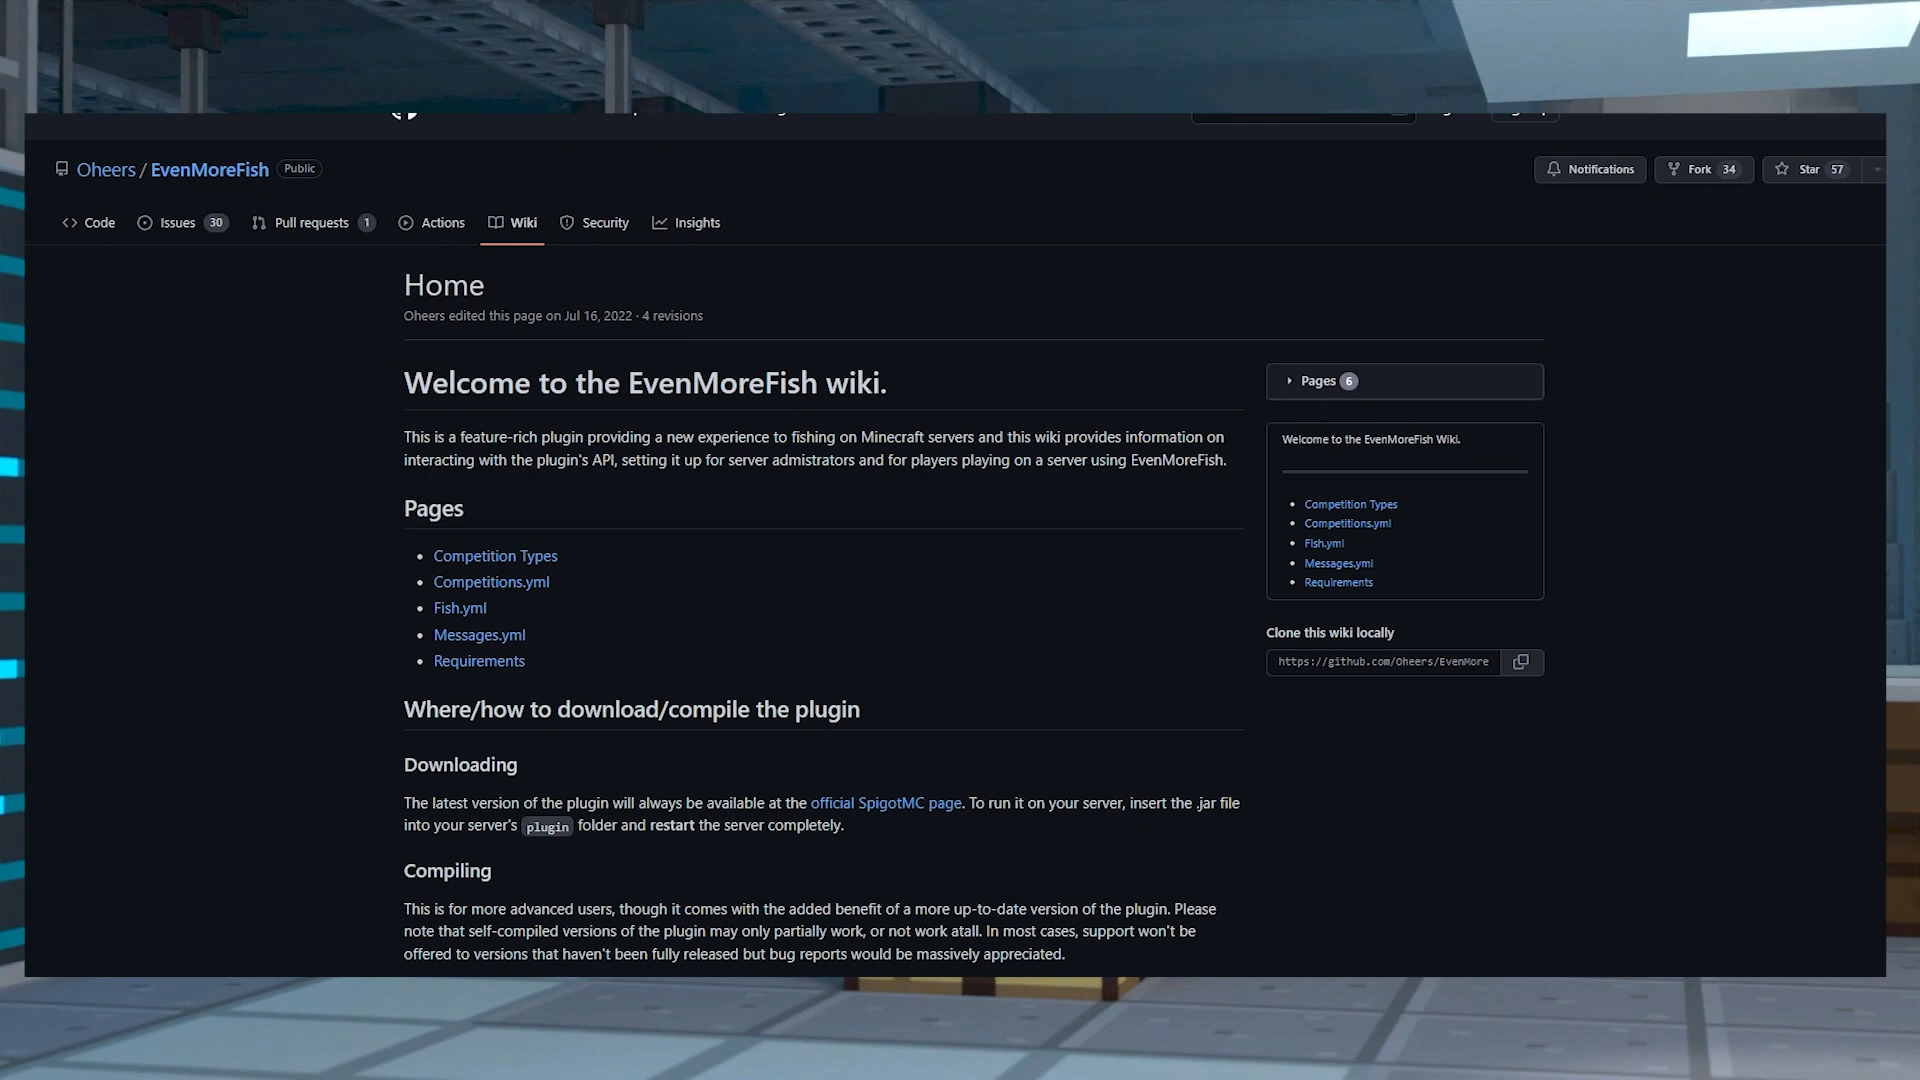 Oheers / EvenMoreFish Public
Notifications Fork 34 Star 57
Code Issues 30 Pull requests 1 Actions Wiki Security Insights
Home
Oheers edited this page on Jul 16, 2022 · 4 revisions
Welcome to the EvenMoreFish wiki.
This is a feature-rich plugin providing a new experience to fishing on Minecraft servers and this wiki provides information on
interacting with the plugin's API, setting it up for server admistrators and for players playing on a server using EvenMoreFish.
Pages
• Competition Types
• Competitions.yml
• Fish.yml
• Messages.yml
• Requirements
Where/how to download/compile the plugin
Downloading
The latest version of the plugin will always be available at the official SpigotMC page. To run it on your server, insert the .jar file
into your server's plugin folder and restart the server completely.
Compiling
This is for more advanced users, though it comes with the added benefit of a more up-to-date version of the plugin. Please
note that self-compiled versions of the plugin may only partially work, or not work atall. In most cases, support won't be
offered to versions that haven't been fully released but bug reports would be massively appreciated.
Pages 6
Welcome to the EvenMoreFish Wiki.
• Competition Types
• Competitions.yml
• Fish.yml
• Messages.yml
• Requirements
Clone this wiki locally
https://github.com/Oheers/EvenMore